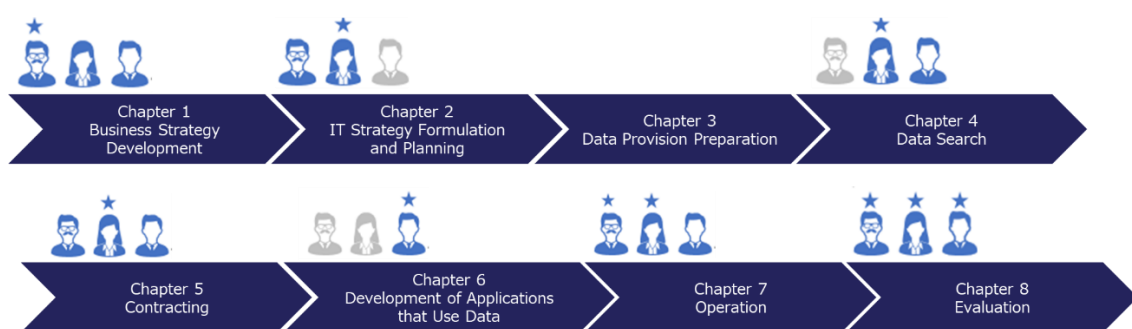 Chapter 1
Business Strategy
Development
Chapter 2
IT Strategy Formulation
and Planning
Chapter 3
Data Provision Preparation
Chapter 4
Data Search
Chapter 5
Contracting
Chapter 6
Development of Applications
that Use Data
Chapter 7
Operation
Chapter 8
Evaluation